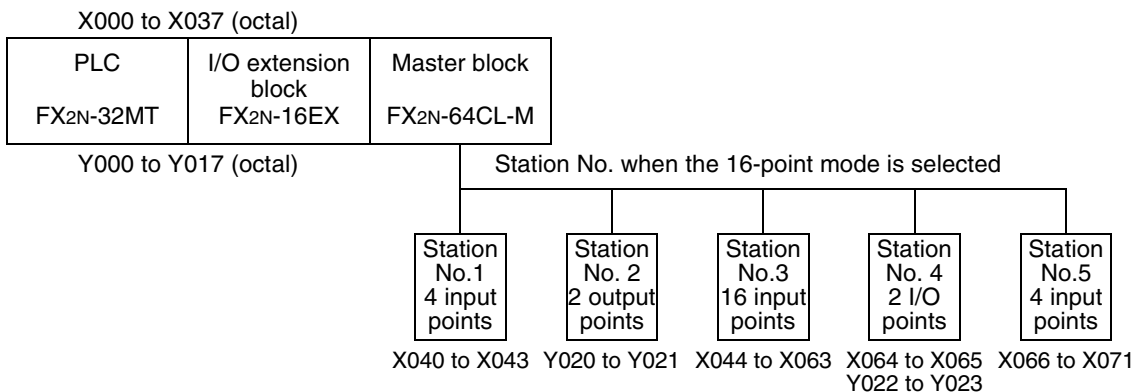 X000 to X037 (octal)
PLC
FX2N-32MT
I/O extension
block
FX2N-16EX
Master block
FX2N-64CL-M
Y000 to Y017 (octal)
Station No. when the 16-point mode is selected
Station
No.1
4 input
points
X040 to X043
Station
No. 2
2 output
points
Y020 to Y021
Station
No.3
16 input
points
X044 to X063
Station
No. 4
2 I/O
points
X064 to X065
Y022 to Y023
Station
No.5
4 input
points
X066 to X071